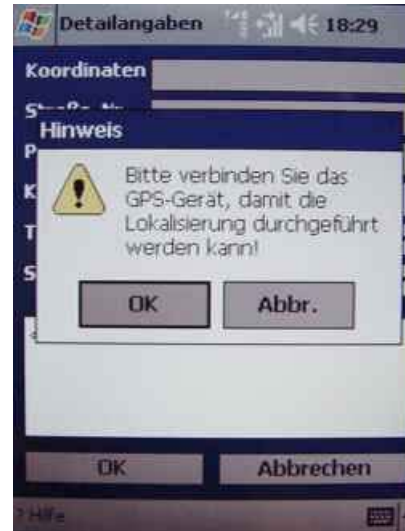 Detailangaben 18:29
Koordinaten
Hinweis
Bitte verbinden Sie das
GPS-Gerät, damit die
Lokalisierung durchgeführt
werden kann!
OK Abbr.
OK Abbrechen
? Hilfe